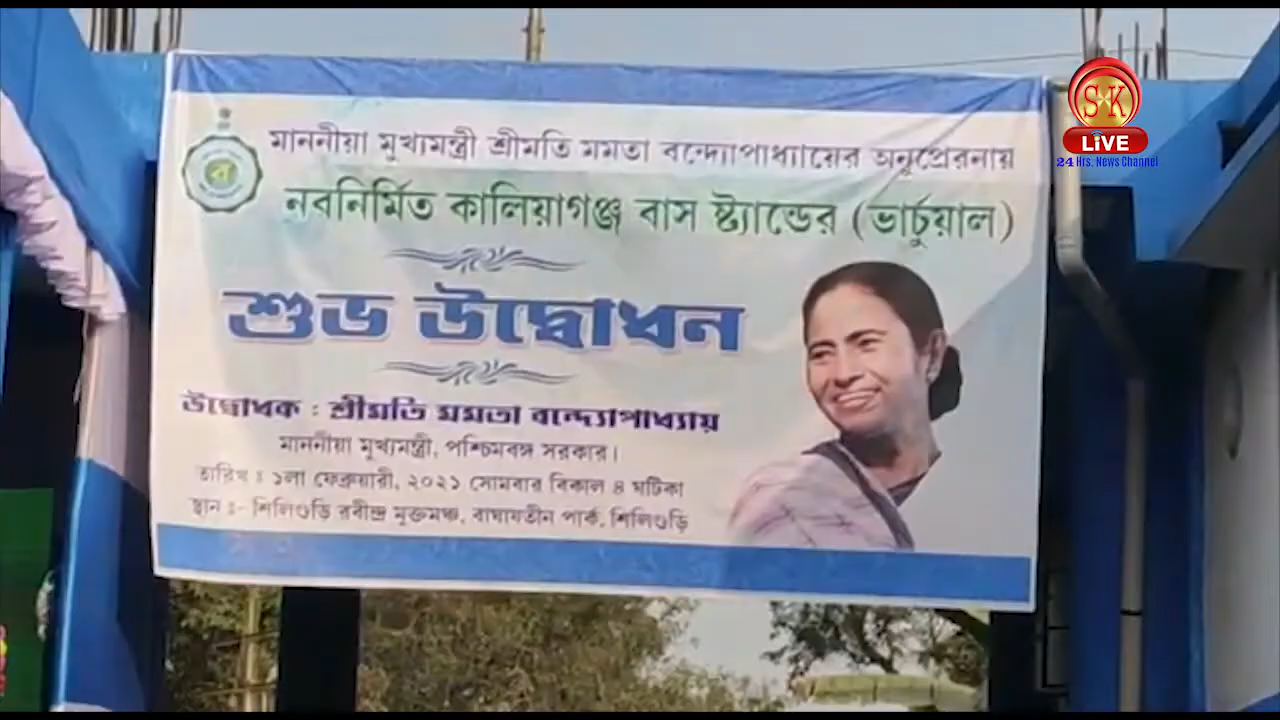 S K
LiVE
24 Hrs. News Channel
মাননীয়া মুখ্যমন্ত্রী শ্রীমতি মমতা বন্দ্যোপাধ্যায়ের অনুপ্রেরনায়
নবনির্মিত কালিয়াগঞ্জ বাস ষ্ট্যান্ডের (ভার্চুয়াল)
শুভ উদ্বোধন
উদ্বোধক : শ্রীমতি মমতা বন্দ্যোপাধ্যায়
মাননীয়া মুখ্যমন্ত্রী, পশ্চিমবঙ্গ সরকার।
তারিখ : ১লা ফেব্রুয়ারী, ২০২১ সোমবার বিকাল ৪ ঘটিকা
স্থান :- শিলিগুড়ি রবীন্দ্র মুক্তমঞ্চ, বাঘাযতীন পার্ক, শিলিগুড়ি